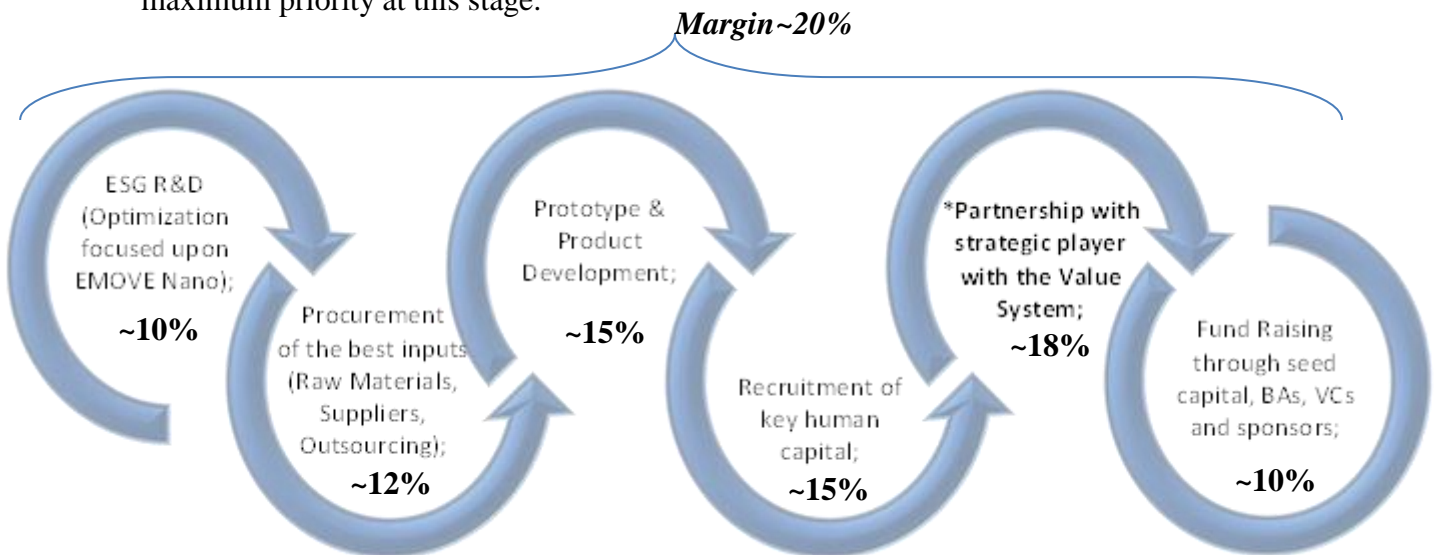 maximum priority at this stage.
Margin~20%
ESG R&D
(Optimization
focused upon
EMOVE Nano);
~10%
Procurement
of the best inputs
(Raw Materials,
Suppliers,
Outsourcing);
~12%
Prototype &
Product
Development;
~15%
Recruitment of
key human
capital;
~15%
*Partnership with
strategic player
with the Value
System;
~18%
Fund Raising
through seed
capital, BAs, VCs
and sponsors;
~10%